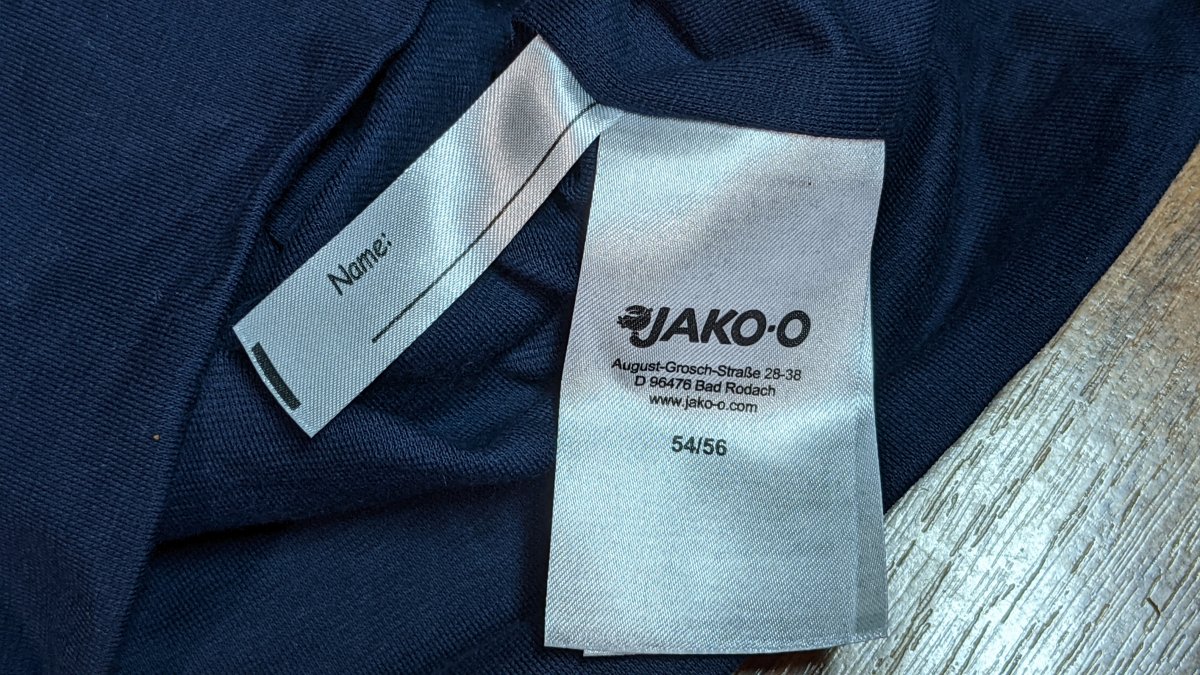 Name:
JAKO-O
August-Grosch-Straße 28-38
D 96476 Bad Rodach
www.jako-o.com
54/56